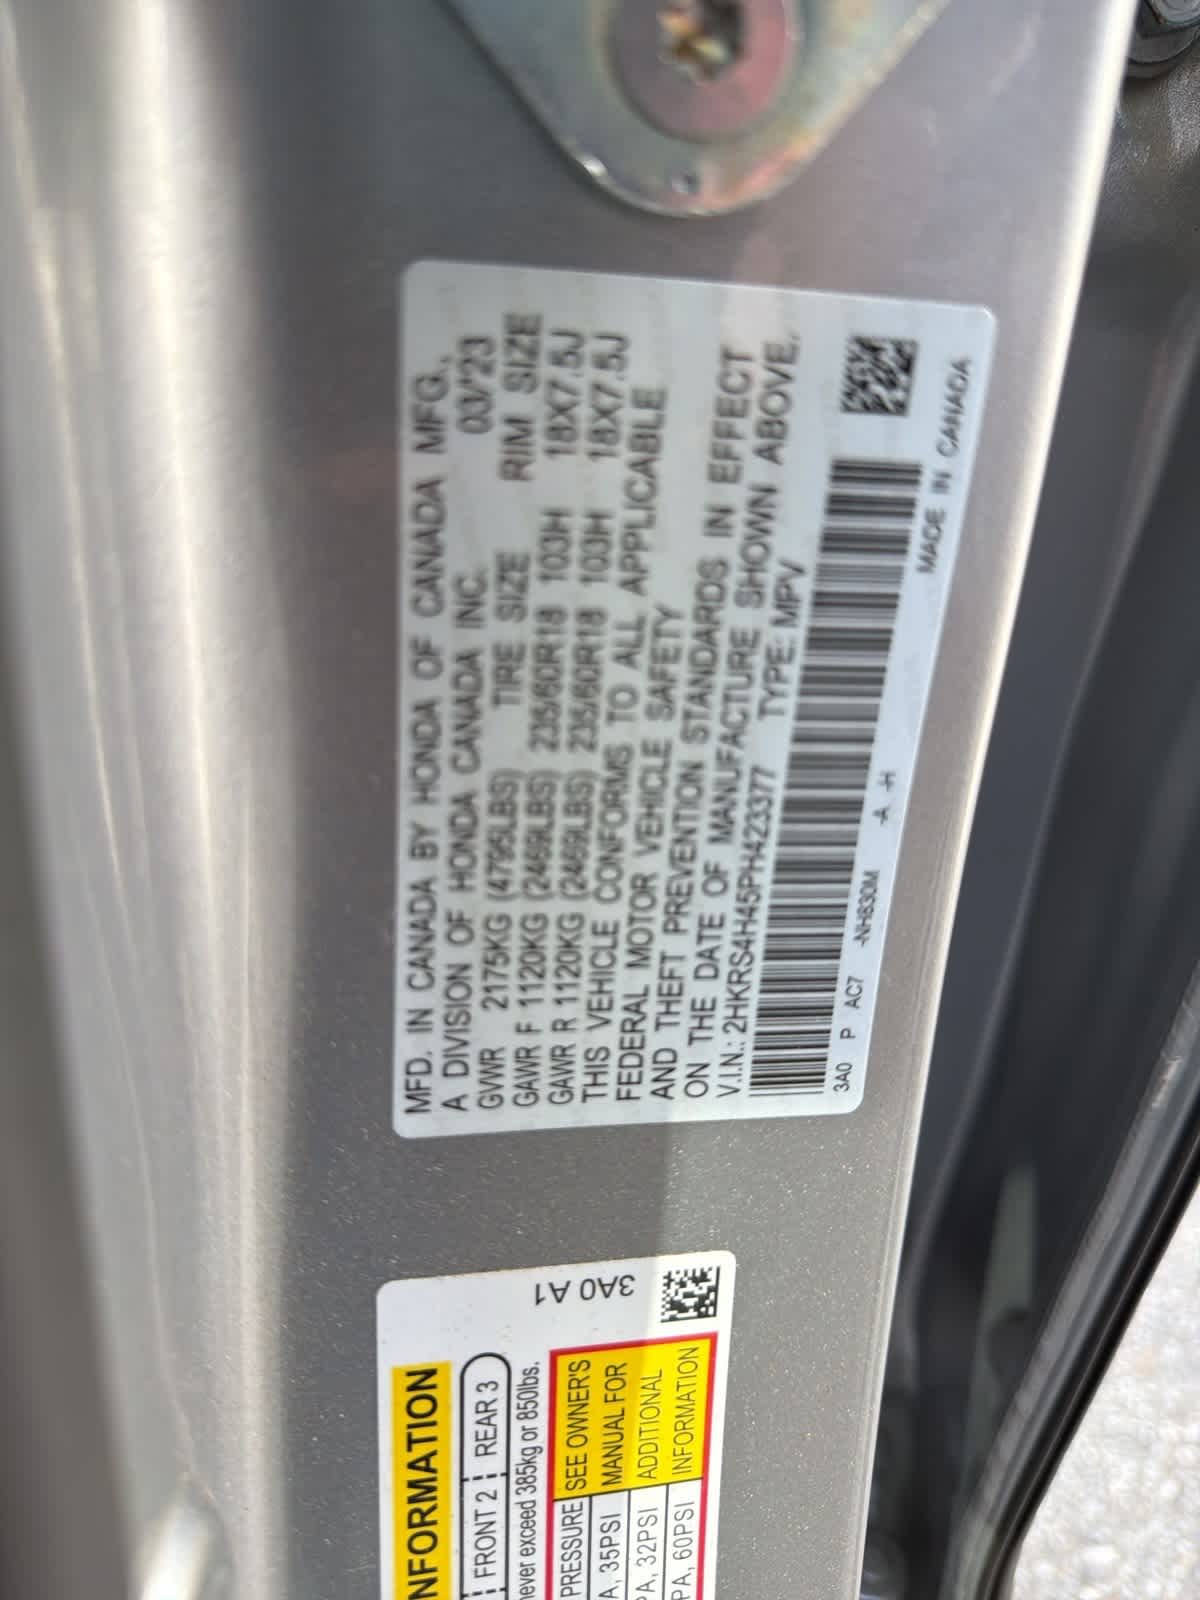 MFD. IN CANADA BY HONDA OF CANADA MFG.,
A DIVISION OF HONDA CANADA INC. 03/'23
GVWR 2175KG (4795LBS) TIRE SIZE RIM SIZE
GAWR F 1120KG (2469LBS) 235/60R18 103H 18X7.5J
GAWR R 1120KG (2469LBS) 235/60R18 103H 18X7.5J
THIS VEHICLE CONFORMS TO ALL APPLICABLE
FEDERAL MOTOR VEHICLE SAFETY
AND THEFT PREVENTION STANDARDS IN EFFECT
ON THE DATE OF MANUFACTURE SHOWN ABOVE.
V.I.N.: 2HKRS4H45PH423377 TYPE: MPV
3A0 P AC7 -NH830M -A -H MADE IN CANADA
3A0 A1
NFORMATION
FRONT 2 REAR 3
never exceed 385kg or 850lbs.
PRESSURE SEE OWNER'S
A, 35PSI MANUAL FOR
PA, 32PSI ADDITIONAL
PA, 60PSI INFORMATION